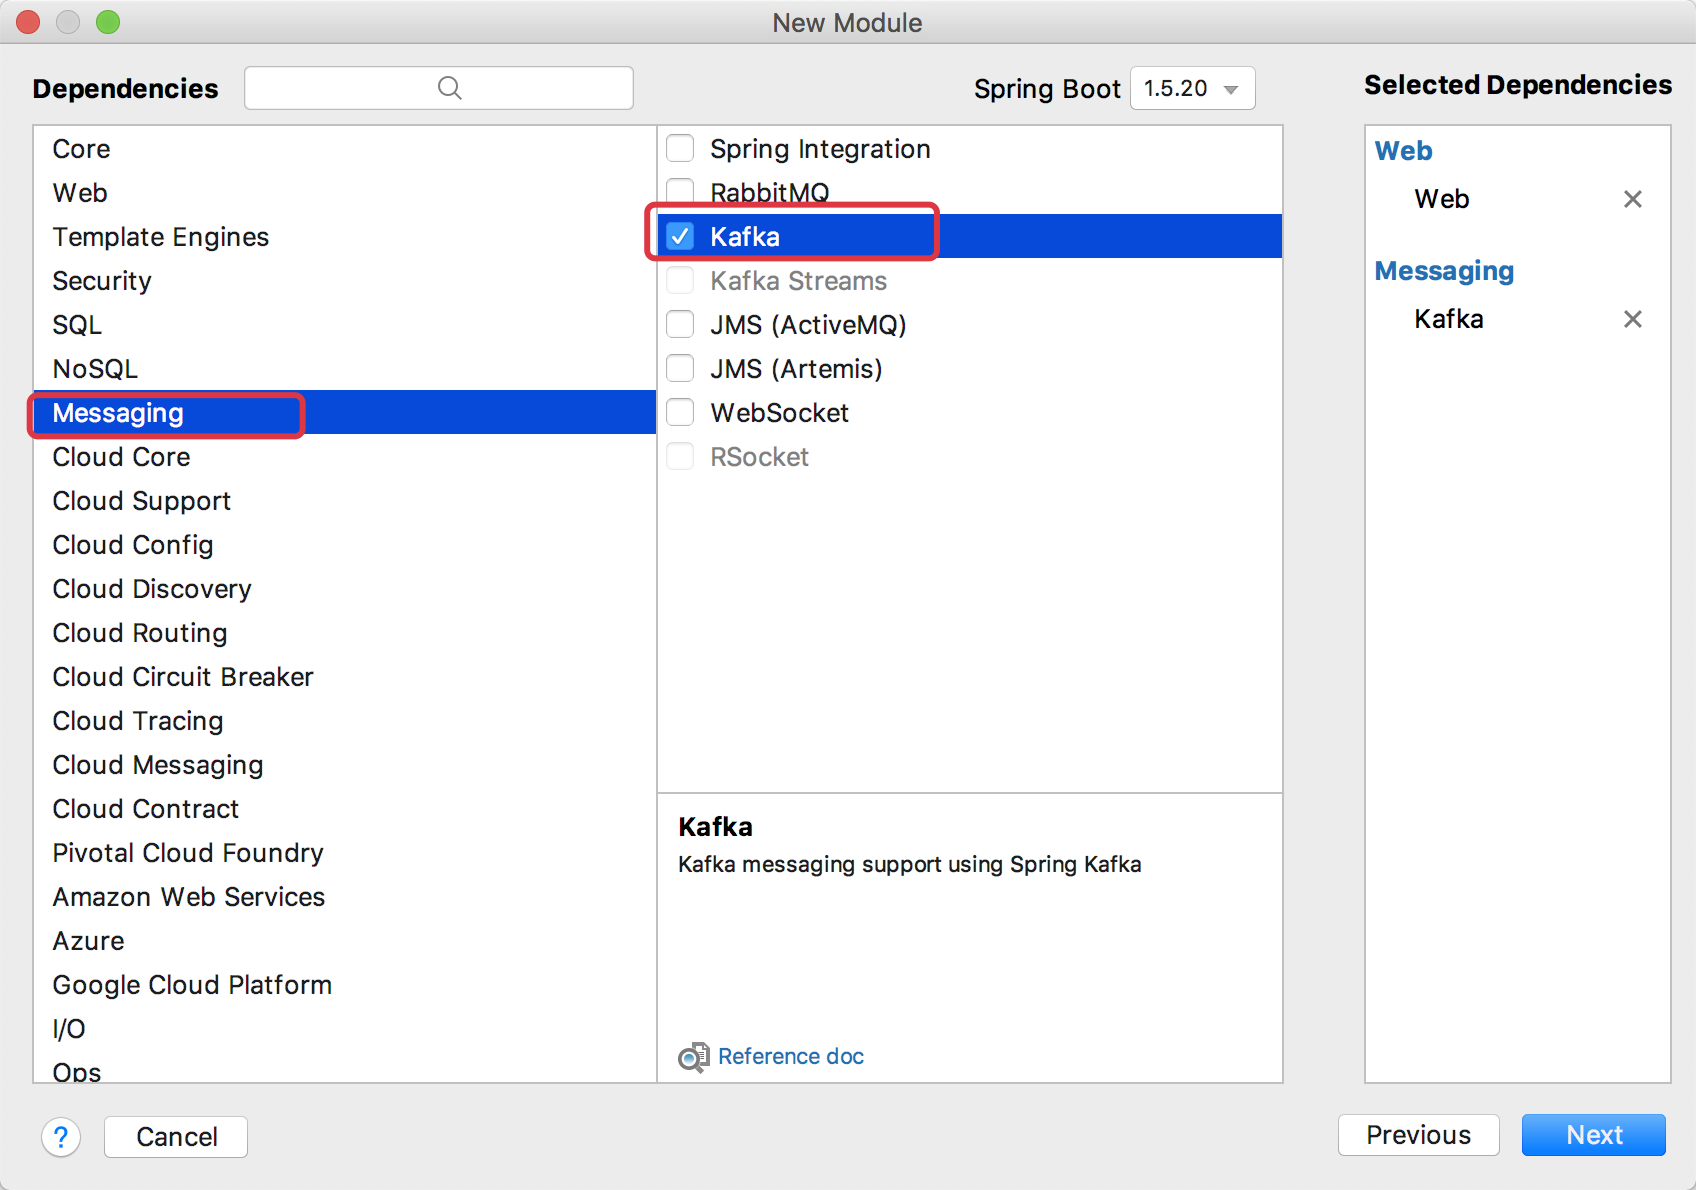 New Module
Dependencies
Spring Boot 1.5.20
Selected Dependencies
Core
Web
Template Engines
Security
SQL
NoSQL
Messaging
Cloud Core
Cloud Support
Cloud Config
Cloud Discovery
Cloud Routing
Cloud Circuit Breaker
Cloud Tracing
Cloud Messaging
Cloud Contract
Pivotal Cloud Foundry
Amazon Web Services
Azure
Google Cloud Platform
I/O
Ops
Spring Integration
RabbitMQ
Kafka
Kafka Streams
JMS (ActiveMQ)
JMS (Artemis)
WebSocket
RSocket
Kafka
Kafka messaging support using Spring Kafka
Reference doc
Web
Web
Messaging
Kafka
?
Cancel
Previous
Next